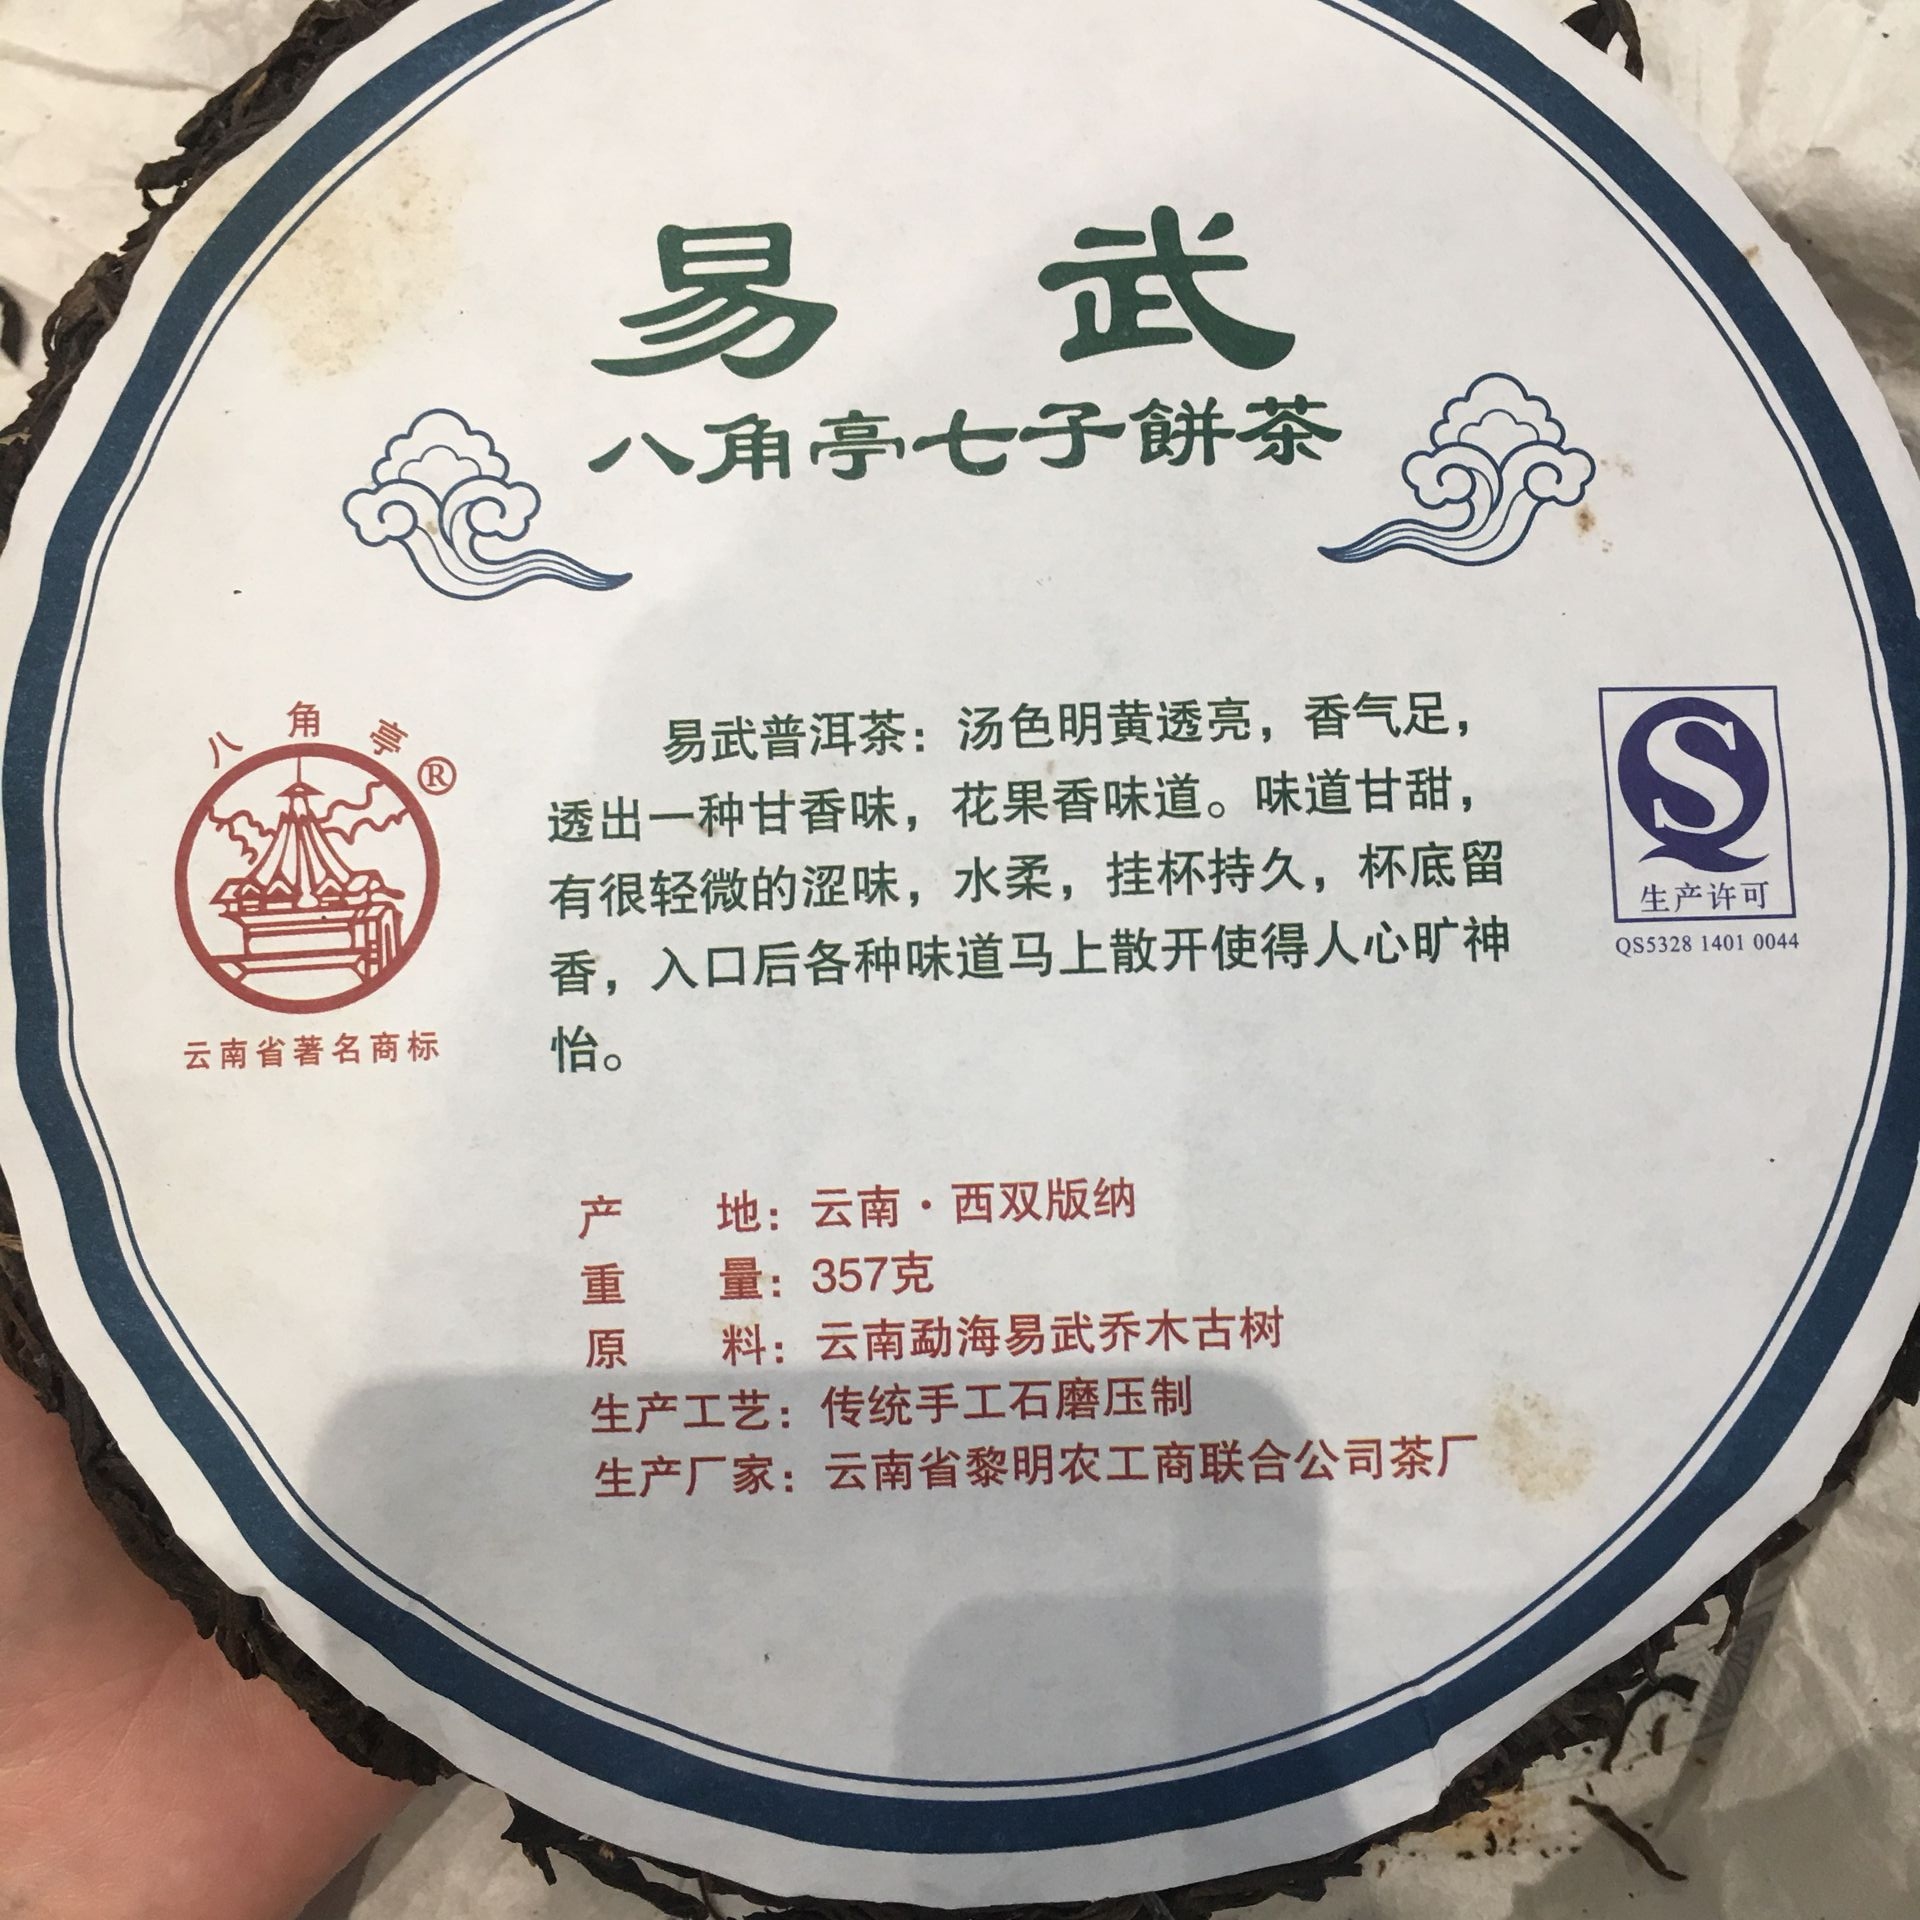 易 武
八角亭七子餅茶
八角亭®
云南省著名商标
易武普洱茶：汤色明黄透亮，香气足，
透出一种甘香味，花果香味道。味道甘甜，
有很轻微的涩味，水柔，挂杯持久，杯底留
香，入口后各种味道马上散开使得人心旷神
怡。
S
生产许可
QS5328 1401 0044
产 地：云南·西双版纳
重 量：357克
原 料：云南勐海易武乔木古树
生产工艺：传统手工石磨压制
生产厂家：云南省黎明农工商联合公司茶厂